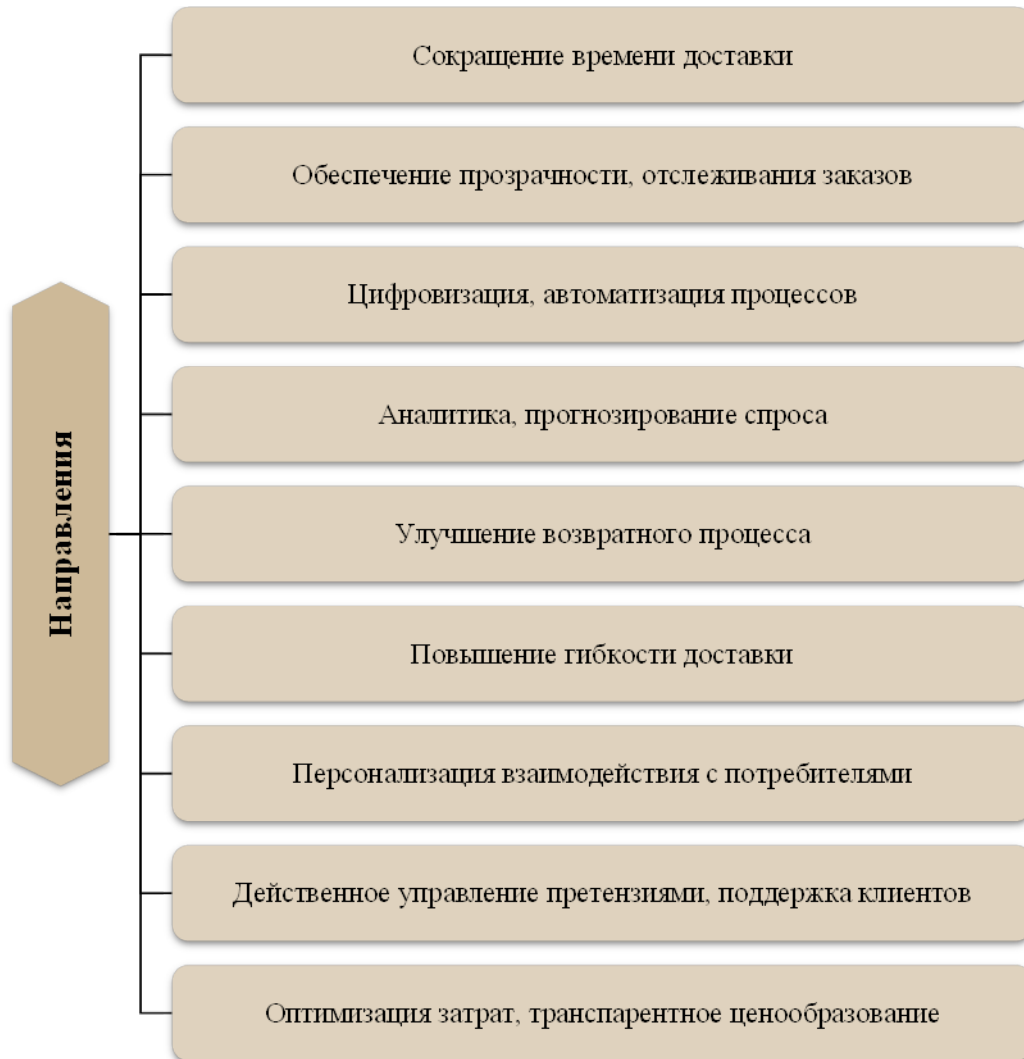 Направления
Сокращение времени доставки
Обеспечение прозрачности, отслеживания заказов
Цифровизация, автоматизация процессов
Аналитика, прогнозирование спроса
Улучшение возвратного процесса
Повышение гибкости доставки
Персонализация взаимодействия с потребителями
Действенное управление претензиями, поддержка клиентов
Оптимизация затрат, транспарентное ценообразование